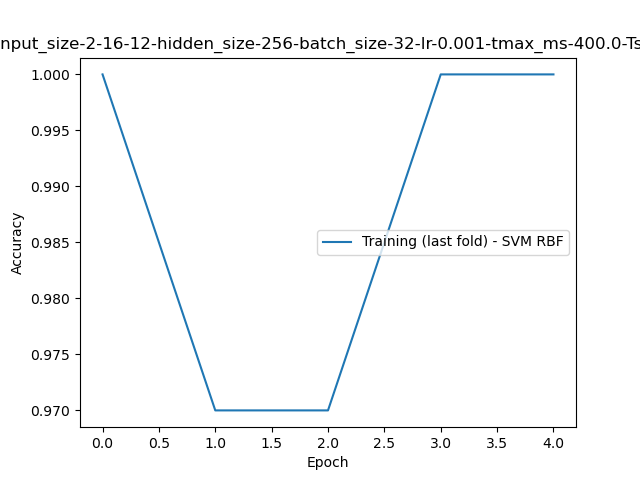 nput_size-2-16-12-hidden_size-256-batch_size-32-lr-0.001-tmax_ms-400.0-Ts
1.000
0.995
0.990
0.985
0.980
0.975
0.970
Accuracy
Training (last fold) - SVM RBF
0.0 0.5 1.0 1.5 2.0 2.5 3.0 3.5 4.0
Epoch